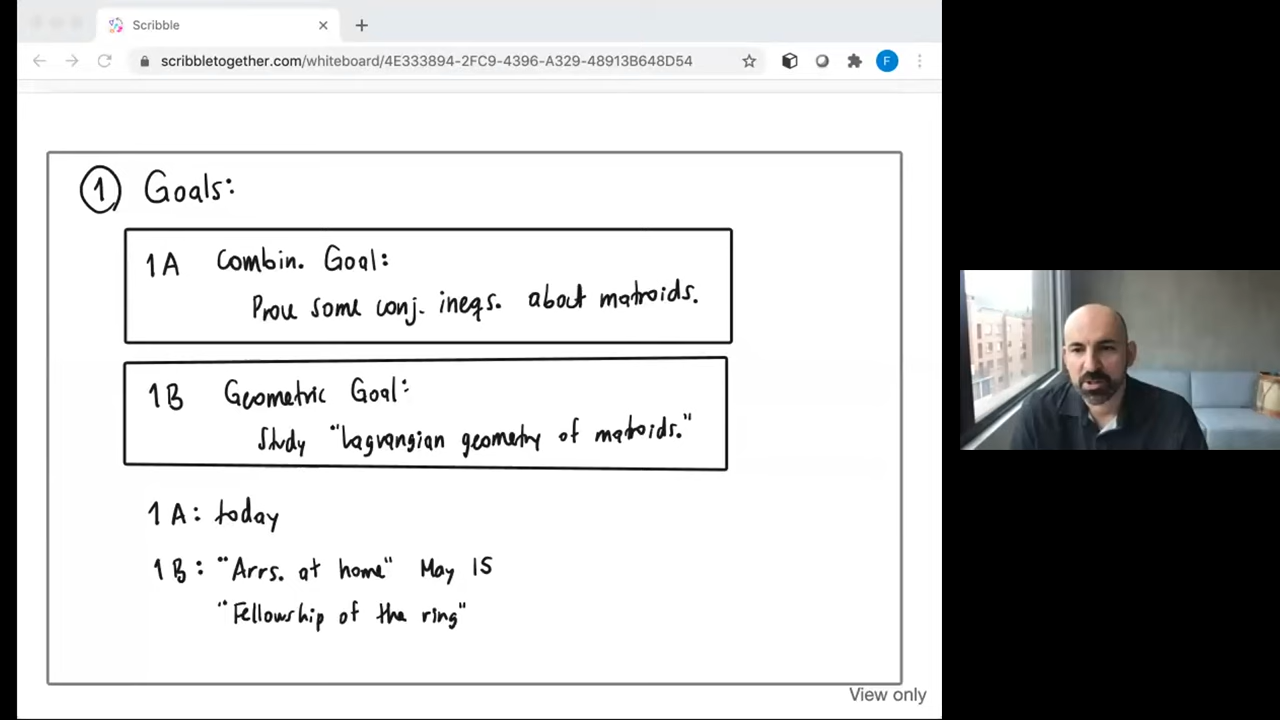 Scribble
scribbletogether.com/whiteboard/4E333894-2FC9-4396-A329-48913B648D54
F
1 Goals:
1A Combin. Goal:
Prove some conj. ineqs. about matroids.
1B Geometric Goal:
Study "Lagrangian geometry of matroids."
1A: today
1B: "Arrs. at home" May 15
"Fellowship of the ring"
View only